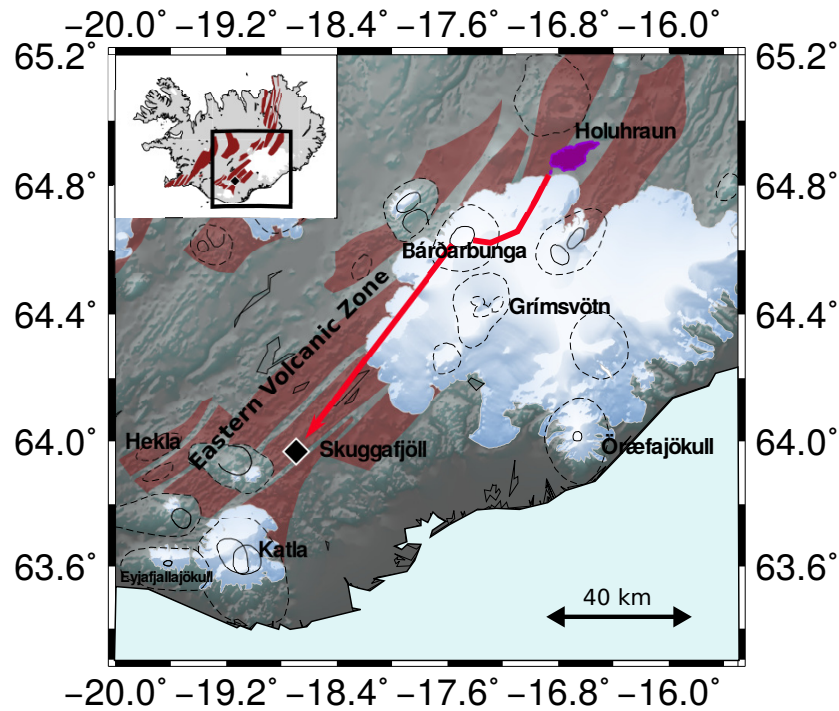 −20.0° −19.2° −18.4° −17.6° −16.8° −16.0°
65.2° 65.2°
Holuhraun
64.8° 64.8°
Bárðarbunga
64.4° Grímsvötn 64.4°
Eastern Volcanic Zone
64.0° Hekla Skuggafjöll Öræfajökull 64.0°
Katla
63.6° Eyjafjallajökull 63.6°
40 km
−20.0° −19.2° −18.4° −17.6° −16.8° −16.0°